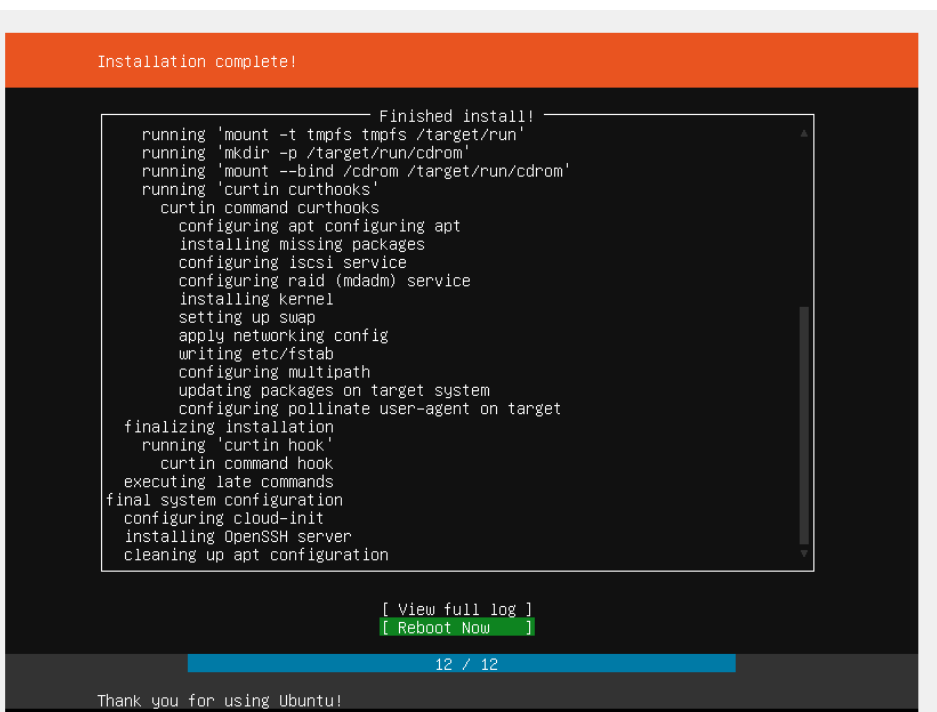 Installation complete!
Finished install!
running 'mount -t tmpfs tmpfs /target/run'
running 'mkdir -p /target/run/cdrom'
running 'mount --bind /cdrom /target/run/cdrom'
running 'curtin curthooks'
curtin command curthooks
configuring apt configuring apt
installing missing packages
configuring iscsi service
configuring raid (mdadm) service
installing kernel
setting up swap
apply networking config
writing etc/fstab
configuring multipath
updating packages on target system
configuring pollinate user-agent on target
finalizing installation
running 'curtin hook'
curtin command hook
executing late commands
final system configuration
configuring cloud-init
installing OpenSSH server
cleaning up apt configuration
[ View full log ]
[ Reboot Now ]
12 / 12
Thank you for using Ubuntu!